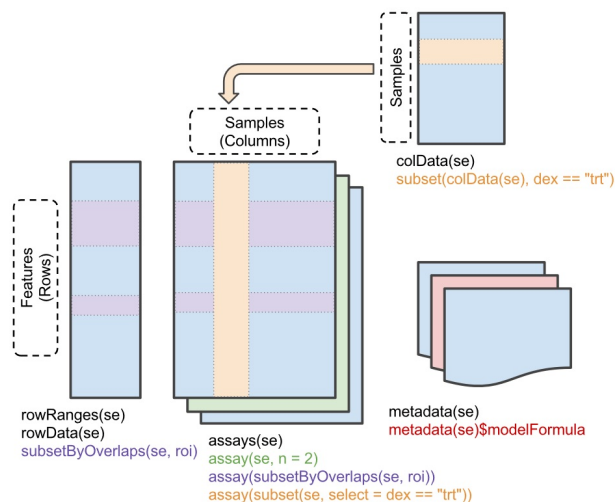 Samples
colData(se)
subset(colData(se), dex == "trt")
Samples
(Columns)
Features
(Rows)
rowRanges(se)
rowData(se)
subsetByOverlaps(se, roi)
assays(se)
assay(se, n = 2)
assay(subsetByOverlaps(se, roi))
assay(subset(se, select = dex == "trt"))
metadata(se)
metadata(se)$modelFormula